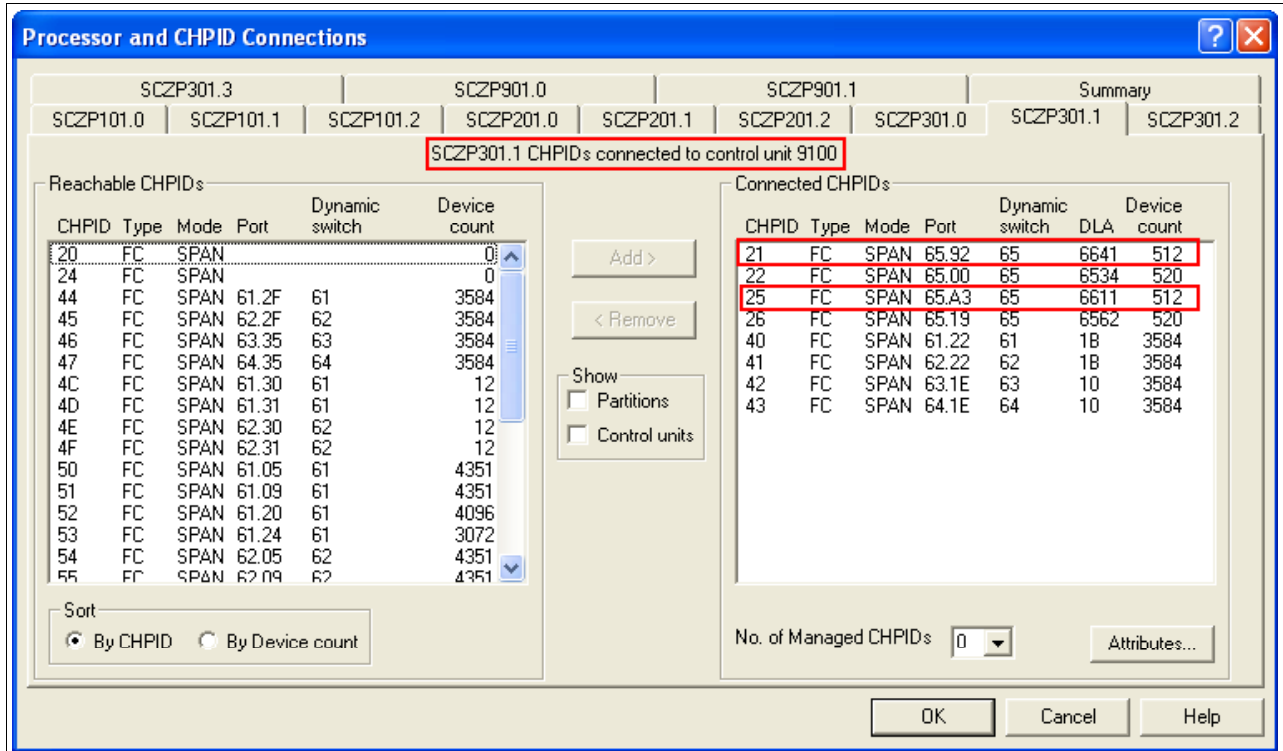 Processor and CHPID Connections
SCZP301.3 SCZP901.0 SCZP901.1 Summary
SCZP101.0 SCZP101.1 SCZP101.2 SCZP201.0 SCZP201.1 SCZP201.2 SCZP301.0 SCZP301.1 SCZP301.2
SCZP301.1 CHPIDs connected to control unit 9100
Reachable CHPIDs
CHPID Type Mode Port Dynamic switch Device count
20 FC SPAN 0
24 FC SPAN 0
44 FC SPAN 61.2F 61 3584
45 FC SPAN 62.2F 62 3584
46 FC SPAN 63.35 63 3584
47 FC SPAN 64.35 64 3584
4C FC SPAN 61.30 61 12
4D FC SPAN 61.31 61 12
4E FC SPAN 62.30 62 12
4F FC SPAN 62.31 62 12
50 FC SPAN 61.05 61 4351
51 FC SPAN 61.09 61 4351
52 FC SPAN 61.20 61 4096
53 FC SPAN 61.24 61 3072
54 FC SPAN 62.05 62 4351
55 FC SPAN 62.09 62 4351
Sort
By CHPID By Device count
Add >
< Remove
Show
Partitions
Control units
Connected CHPIDs
CHPID Type Mode Port Dynamic switch DLA Device count
21 FC SPAN 65.92 65 6641 512
22 FC SPAN 65.00 65 6534 520
25 FC SPAN 65.A3 65 6611 512
26 FC SPAN 65.19 65 6562 520
40 FC SPAN 61.22 61 1B 3584
41 FC SPAN 62.22 62 1B 3584
42 FC SPAN 63.1E 63 10 3584
43 FC SPAN 64.1E 64 10 3584
No. of Managed CHPIDs 0
Attributes...
OK Cancel Help